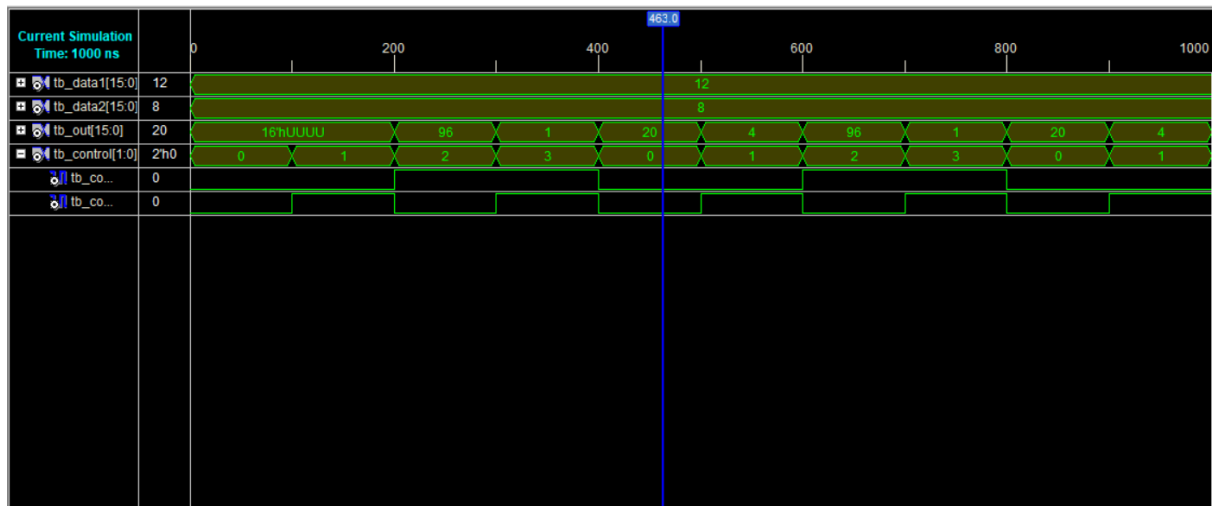 463.0
Current Simulation
Time: 1000 ns
0 200 400 600 800 1000
tb_data1[15:0] 12 12
tb_data2[15:0] 8 8
tb_out[15:0] 20 16'hUUUU 96 1 20 4 96 1 20 4
tb_control[1:0] 2'h0 0 1 2 3 0 1 2 3 0 1
tb_co... 0
tb_co... 0